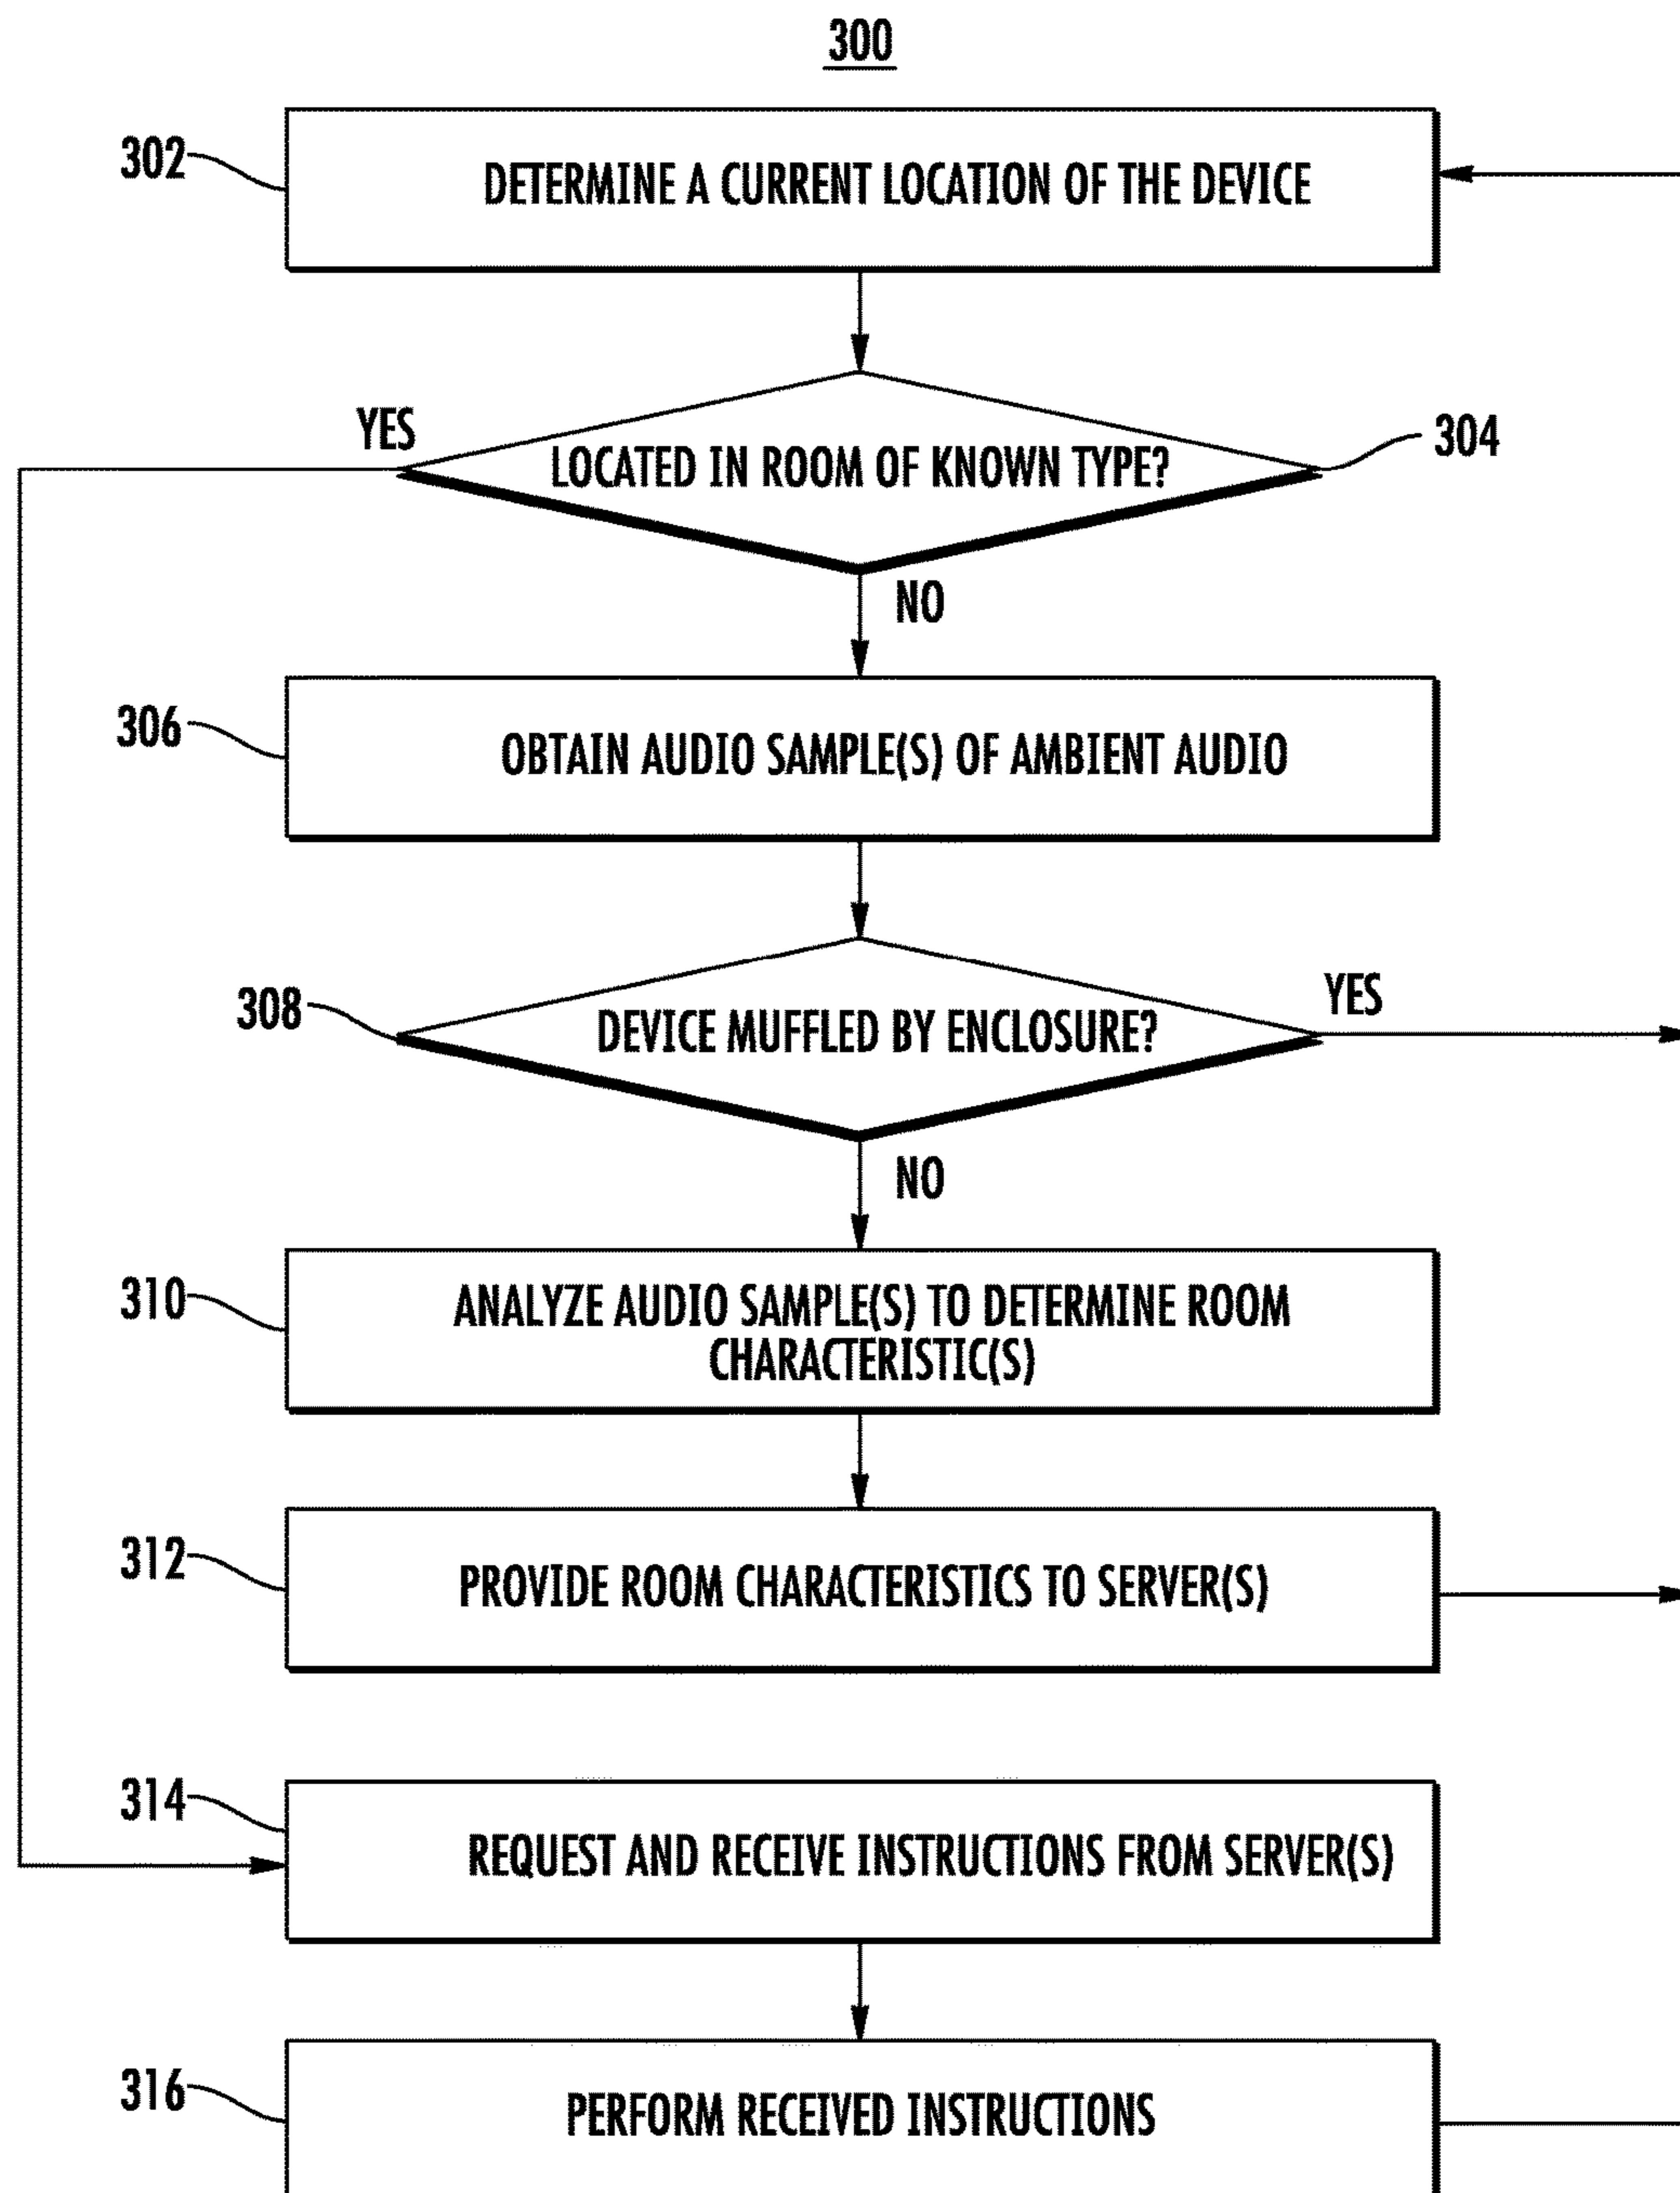 300
302
DETERMINE A CURRENT LOCATION OF THE DEVICE
YES
LOCATED IN ROOM OF KNOWN TYPE?
304
NO
306
OBTAIN AUDIO SAMPLE(S) OF AMBIENT AUDIO
308
DEVICE MUFFLED BY ENCLOSURE?
YES
NO
310
ANALYZE AUDIO SAMPLE(S) TO DETERMINE ROOM
CHARACTERISTIC(S)
312
PROVIDE ROOM CHARACTERISTICS TO SERVER(S)
314
REQUEST AND RECEIVE INSTRUCTIONS FROM SERVER(S)
316
PERFORM RECEIVED INSTRUCTIONS